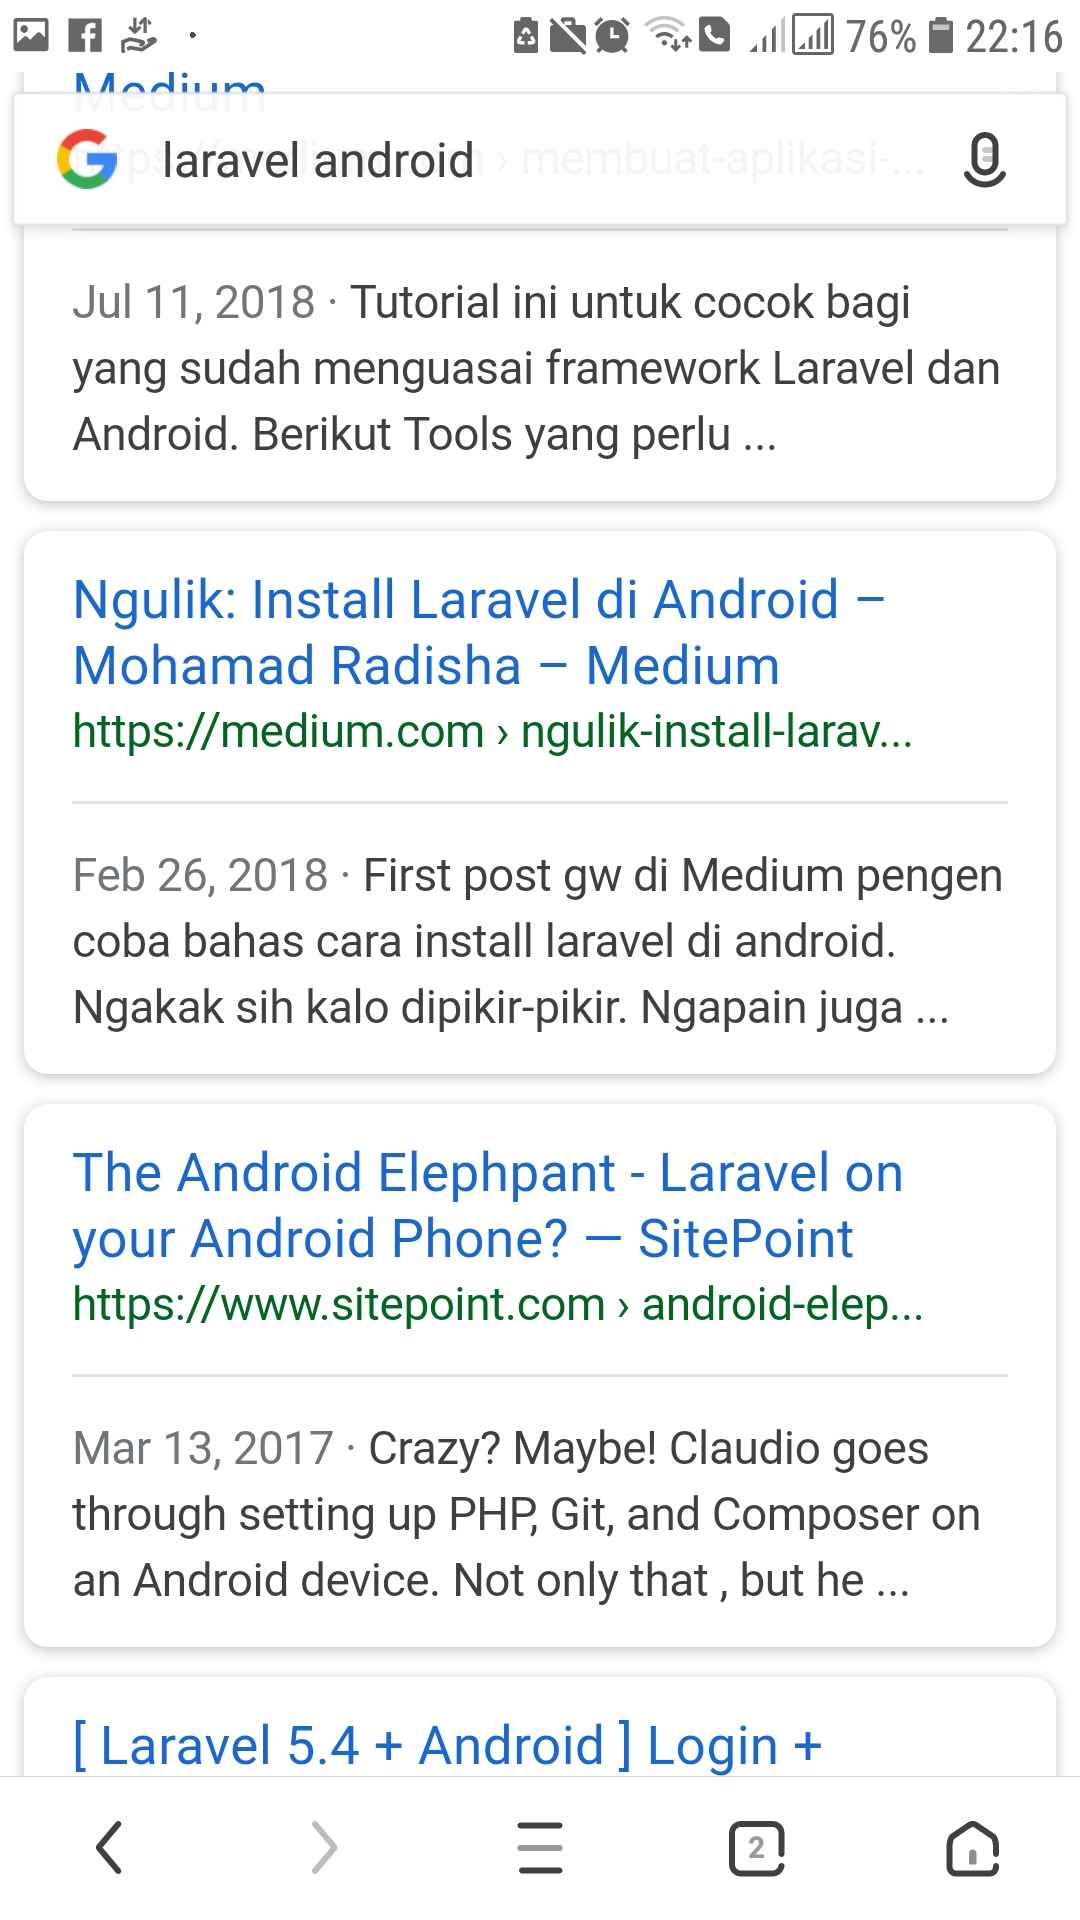 76% 22:16
Medium
laravel android
https://medium.com › membuat-aplikasi-...
Jul 11, 2018 · Tutorial ini untuk cocok bagi
yang sudah menguasai framework Laravel dan
Android. Berikut Tools yang perlu ...
Ngulik: Install Laravel di Android –
Mohamad Radisha – Medium
https://medium.com › ngulik-install-larav...
Feb 26, 2018 · First post gw di Medium pengen
coba bahas cara install laravel di android.
Ngakak sih kalo dipikir-pikir. Ngapain juga ...
The Android Elephpant - Laravel on
your Android Phone? — SitePoint
https://www.sitepoint.com › android-elep...
Mar 13, 2017 · Crazy? Maybe! Claudio goes
through setting up PHP, Git, and Composer on
an Android device. Not only that , but he ...
[ Laravel 5.4 + Android ] Login +
2